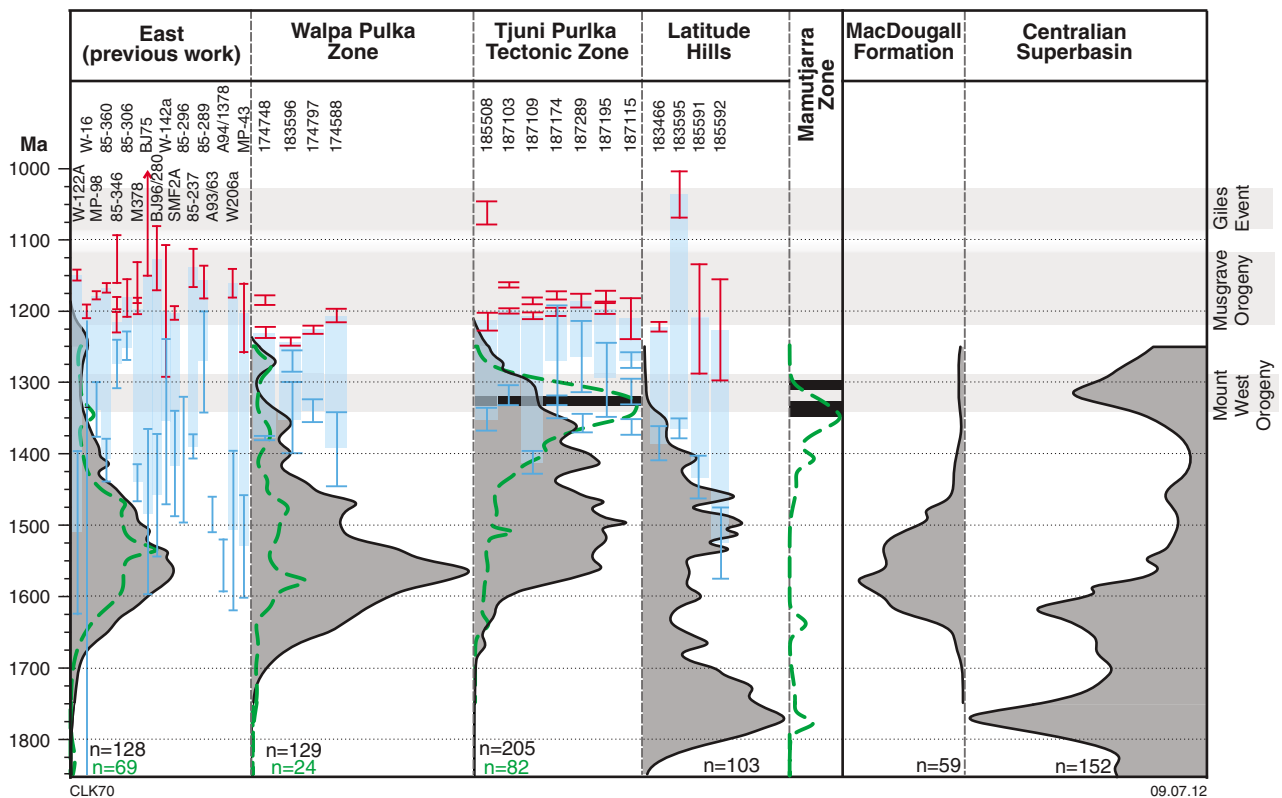 East
(previous work)
Walpa Pulka
Zone
Tjuni Purlka
Tectonic Zone
Latitude
Hills
Mamutjarra
Zone
MacDougall
Formation
Centralian
Superbasin
Ma
W-122A
W-16
MP-98
85-360
85-346
85-306
M378
BJ75
BJ96/280
W-142a
SMF2A
85-296
85-237
85-289
A93/63
A94/1378
W206a
MP-43
174748
183596
174797
174588
185508
187103
187109
187174
187289
187195
187115
183466
183595
185591
185592
1000
1100
1200
1300
1400
1500
1600
1700
1800
Giles
Event
Musgrave
Orogeny
Mount
West
Orogeny
n=128
n=69
n=129
n=24
n=205
n=82
n=103
n=59
n=152
CLK70
09.07.12